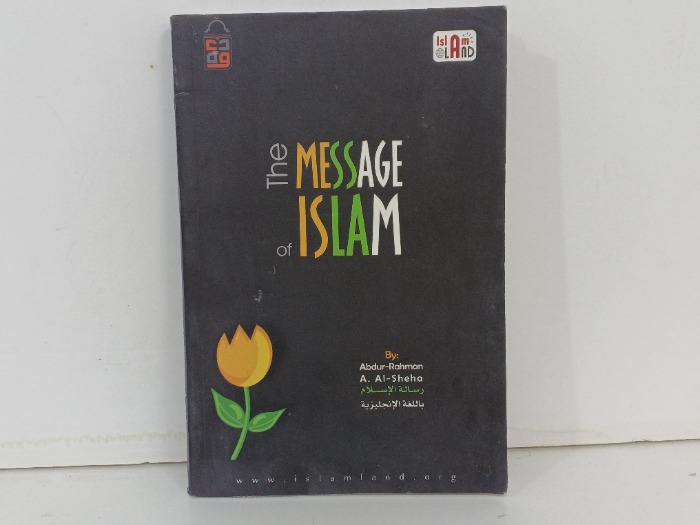 Islam
LAND
The MESSAGE
of ISLAM
By:
Abdur-Rahman
A. Al-Sheha
رسالة الإسلام
باللغة الإنجليزية
www.islamland.org